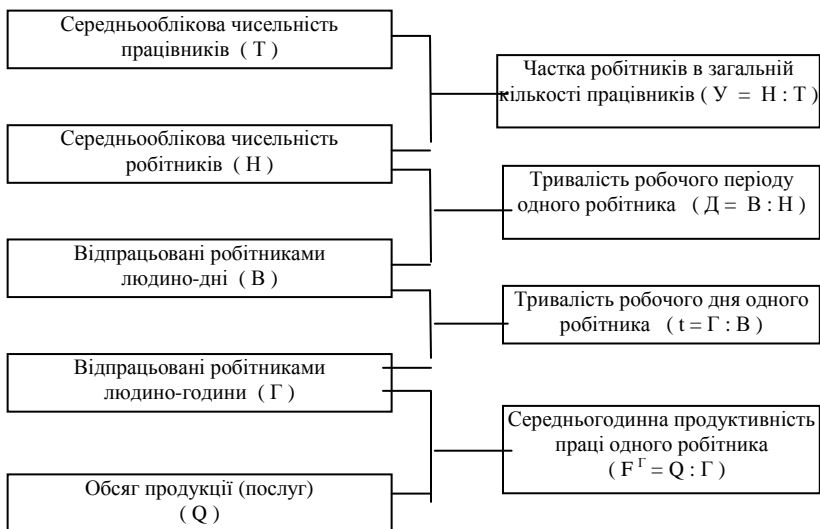 Середньооблікова чисельність
працівників ( Т )
Середньооблікова чисельність
робітників ( Н )
Відпрацьовані робітниками
людино-дні ( В )
Відпрацьовані робітниками
людино-години ( Г )
Обсяг продукції (послуг)
( Q )
Частка робітників в загальній
кількості працівників ( У = Н : Т )
Тривалість робочого періоду
одного робітника ( Д = В : Н )
Тривалість робочого дня одного
робітника ( t = Г : В )
Середньогодинна продуктивність
праці одного робітника
( F Г = Q : Г )